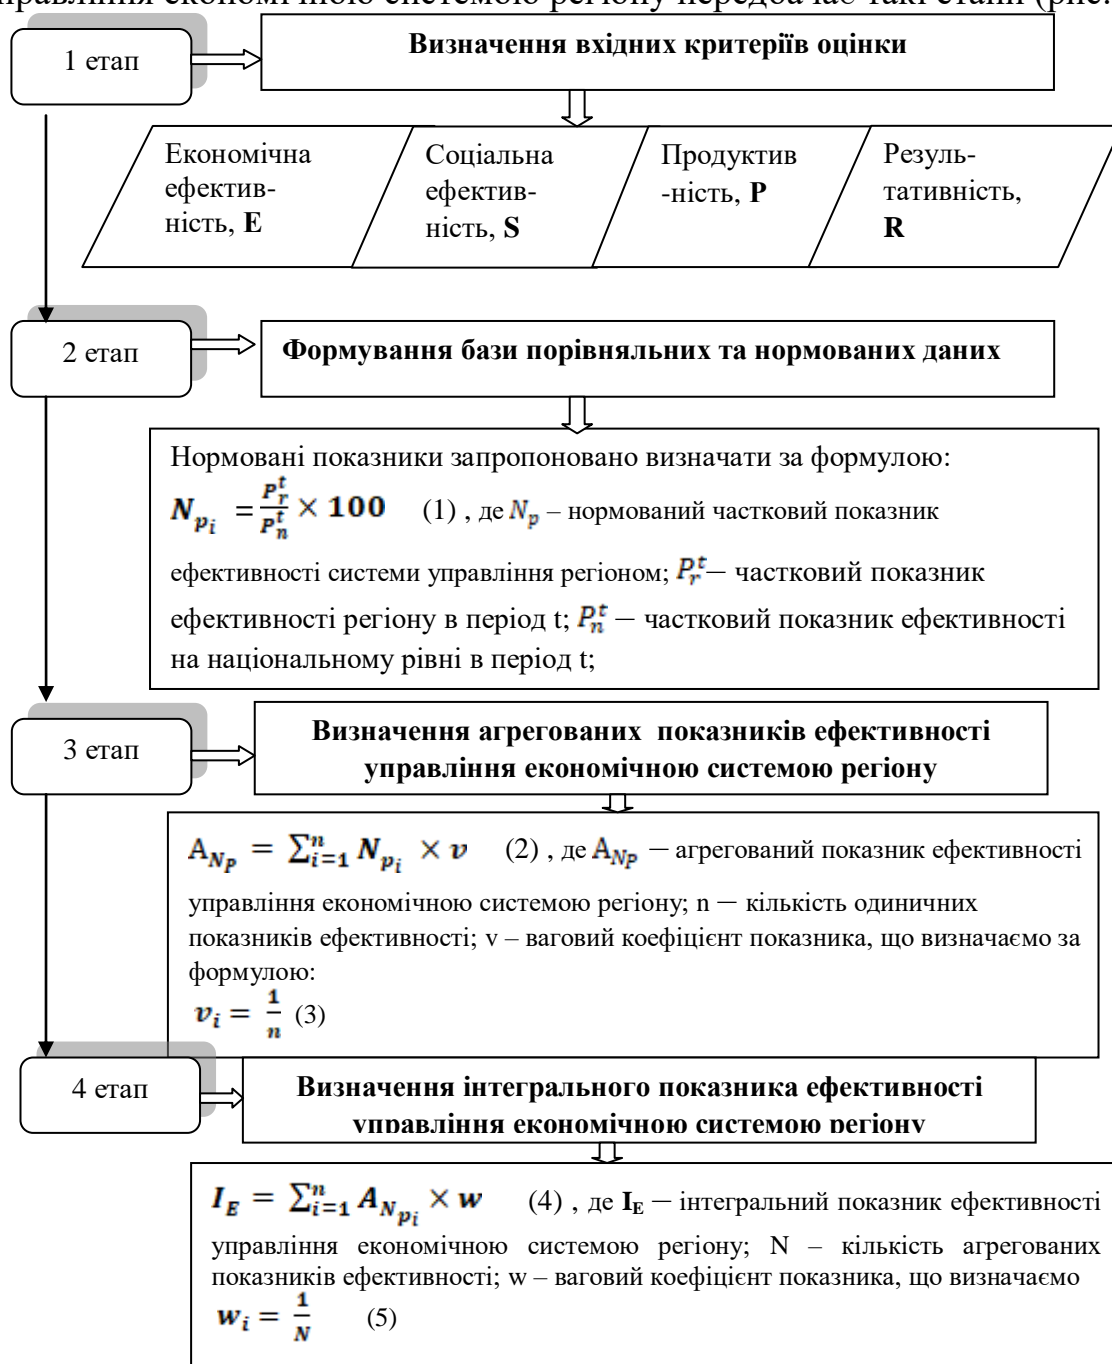 правління економічною системою регіону передбачає такі етапи (рис.
1 етап
Визначення вхідних критеріїв оцінки
Економічна
ефектив-
ність, E
Соціальна
ефектив-
ність, S
Продуктив
-ність, P
Резуль-
тативність,
R
2 етап
Формування бази порівняльних та нормованих даних
Нормовані показники запропоновано визначати за формулою:
N_{p_i} = \frac{P_r^t}{P_n^t} × 100 (1) , де N_p – нормований частковий показник
ефективності системи управління регіоном; P_r^t — частковий показник
ефективності регіону в період t; P_n^t — частковий показник ефективності
на національному рівні в період t;
3 етап
Визначення агрегованих показників ефективності
управління економічною системою регіону
A_{N_P} = \sum_{i=1}^{n} N_{p_i} × v (2) , де A_{N_P} — агрегований показник ефективності
управління економічною системою регіону; n — кількість одиничних
показників ефективності; v – ваговий коефіцієнт показника, що визначаємо за
формулою:
v_i = \frac{1}{n} (3)
4 етап
Визначення інтегрального показника ефективності
управління економічною системою регіону
I_E = \sum_{i=1}^{n} A_{N_{p_i}} × w (4) , де I_E — інтегральний показник ефективності
управління економічною системою регіону; N – кількість агрегованих
показників ефективності; w – ваговий коефіцієнт показника, що визначаємо
w_i = \frac{1}{N} (5)